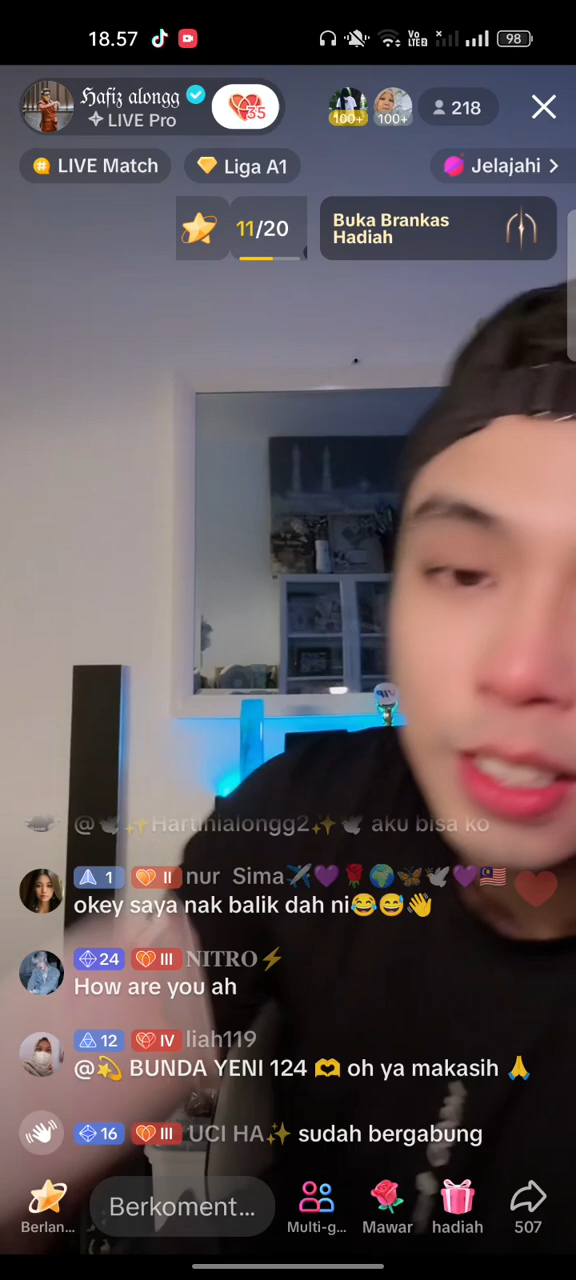 18.57
Vo
LTE2
98
Hafiz alongg
LIVE Pro
35
100+
100+
218
LIVE Match
Liga A1
Jelajahi
11/20
Buka Brankas
Hadiah
@🕊️✨Hartinialongg2✨🕊️ aku bisa ko
1 II nur Sima✈️💜🌹🌍🦋🕊️💜🇲🇾
okey saya nak balik dah ni😂😅👋
24 III NITRO⚡
How are you ah
12 IV liah119
@💫 BUNDA YENI 124 🫶 oh ya makasih 🙏
16 III UCI HA✨ sudah bergabung
Berlan...
Berkoment...
Multi-g...
Mawar
hadiah
507